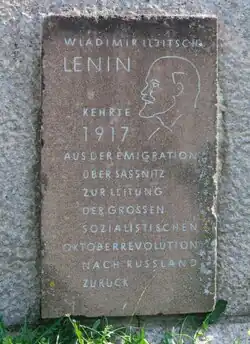 WLADIMIR ILJITSCH
LENIN
KEHRTE
1917
AUS DER EMIGRATION
ÜBER SASSNITZ
ZUR LEITUNG
DER GROSSEN
SOZIALISTISCHEN
OKTOBERREVOLUTION
NACH RUSSLAND
ZURÜCK